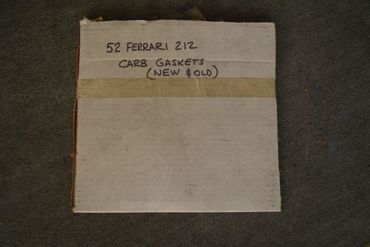 52 FERRARI 212
CARB GASKETS
(NEW & OLD)